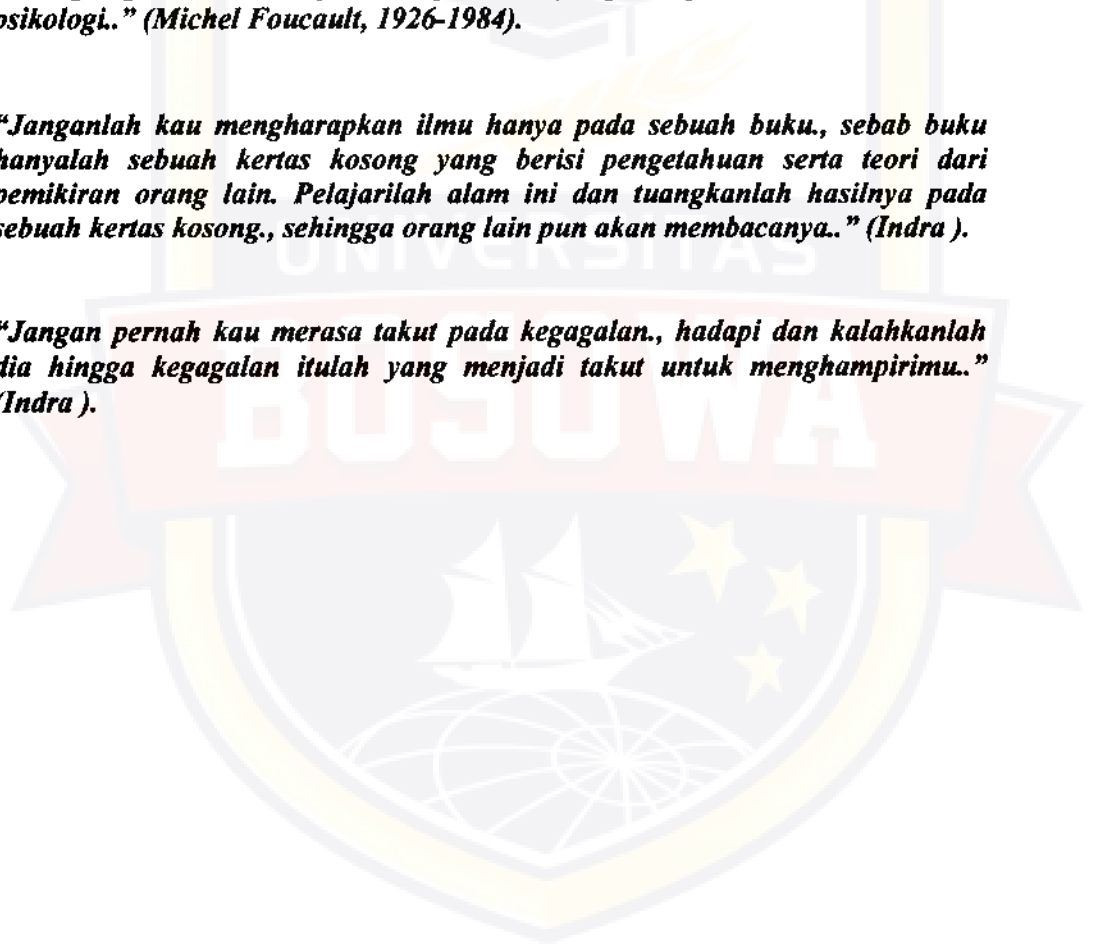 psikologi..” (Michel Foucault, 1926-1984).
“Janganlah kau mengharapkan ilmu hanya pada sebuah buku., sebab buku
hanyalah sebuah kertas kosong yang berisi pengetahuan serta teori dari
pemikiran orang lain. Pelajarilah alam ini dan tuangkanlah hasilnya pada
sebuah kertas kosong., sehingga orang lain pun akan membacanya..” (Indra ).
UNIVERSITAS
“Jangan pernah kau merasa takut pada kegagalan., hadapi dan kalahkanlah
dia hingga kegagalan itulah yang menjadi takut untuk menghampirimu..”
(Indra ).
BOSOWA